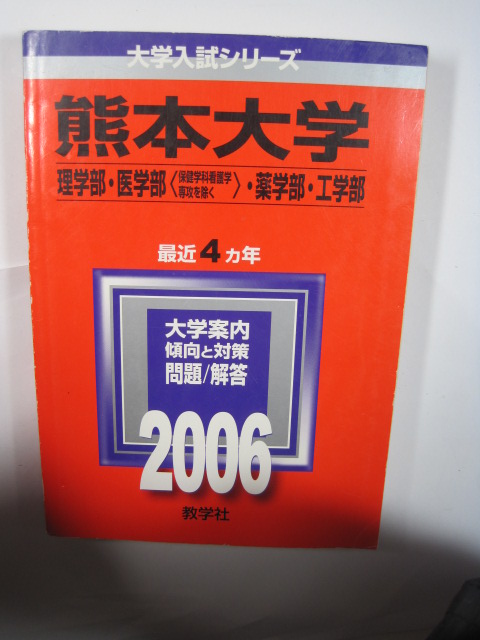 大学入試シリーズ
熊本大学
理学部・医学部〈保健学科看護学専攻を除く〉・薬学部・工学部
最近4カ年
大学案内
傾向と対策
問題/解答
2006
教学社